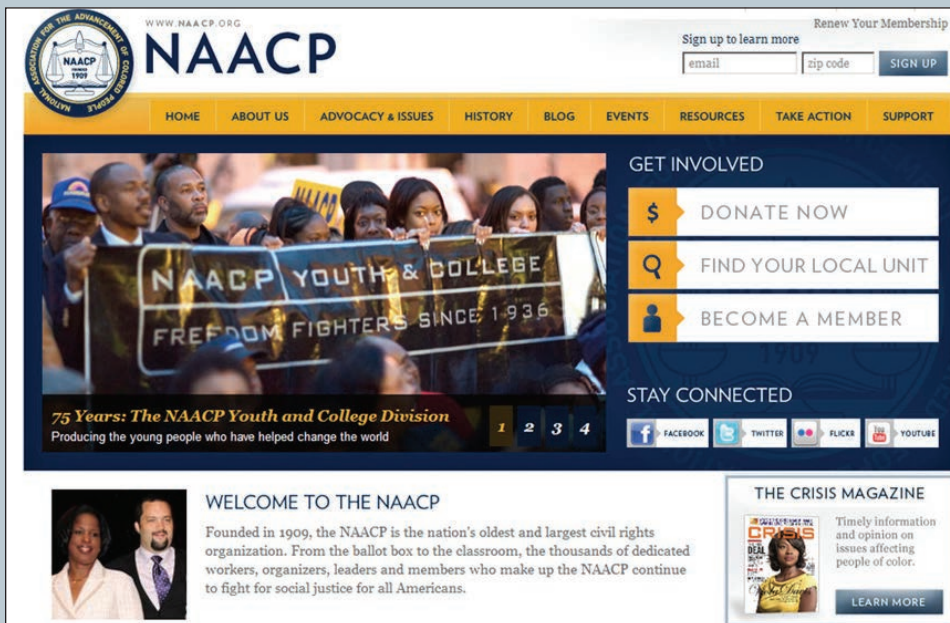 NATIONAL ASSOCIATION FOR THE ADVANCEMENT OF COLORED PEOPLE
NAACP
FOUNDED
1909
WWW.NAACP.ORG
NAACP
Renew Your Membership
Sign up to learn more
email
zip code
SIGN UP
HOME ABOUT US ADVOCACY & ISSUES HISTORY BLOG EVENTS RESOURCES TAKE ACTION SUPPORT
NAACP
NAACP YOUTH & COLLEGE
FREEDOM FIGHTERS SINCE 1936
75 Years: The NAACP Youth and College Division
Producing the young people who have helped change the world
1 2 3 4
GET INVOLVED
$ DONATE NOW
FIND YOUR LOCAL UNIT
BECOME A MEMBER
1909
STAY CONNECTED
f FACEBOOK TWITTER FLICKR You Tube YOUTUBE
WELCOME TO THE NAACP
Founded in 1909, the NAACP is the nation's oldest and largest civil rights
organization. From the ballot box to the classroom, the thousands of dedicated
workers, organizers, leaders and members who make up the NAACP continue
to fight for social justice for all Americans.
THE CRISIS MAGAZINE
CRISIS
DEAL
Timely information
and opinion on
issues affecting
people of color.
LEARN MORE